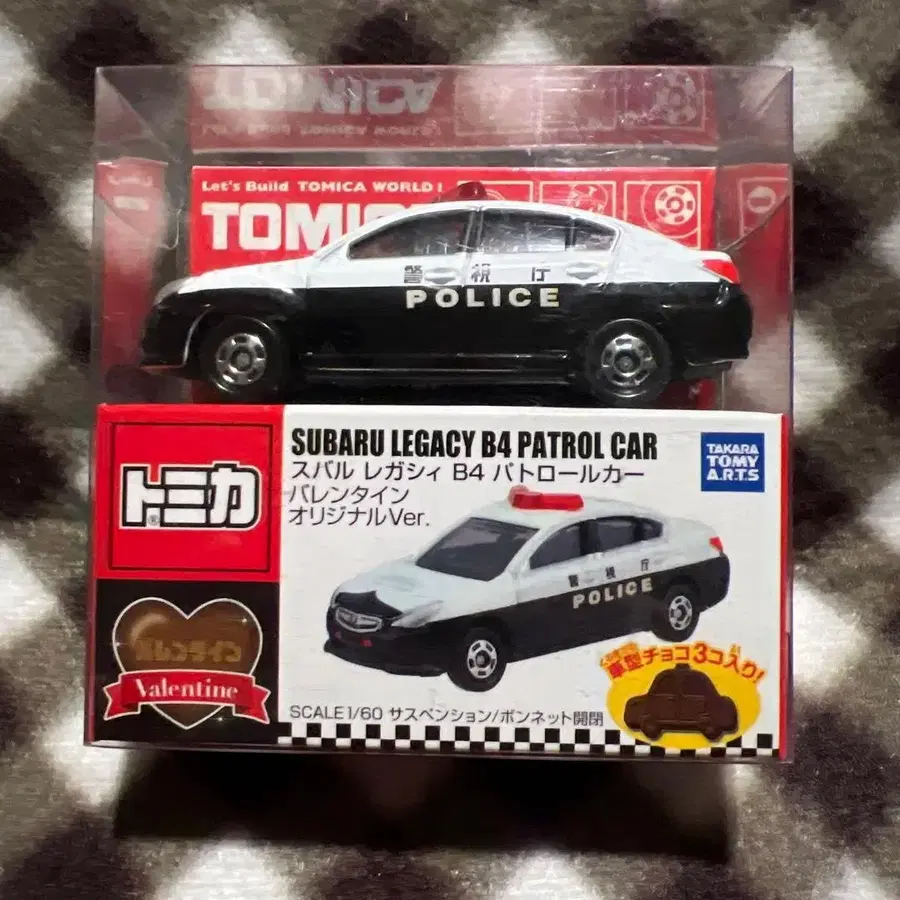 Let's Build TOMICA WORLD!
TOMIC
警視庁
POLICE
SUBARU LEGACY B4 PATROL CAR
スバル レガシィ B4 パトロールカー
バレンタイン
オリジナルVer.
トミカ
®
TAKARA
TOMY
A.R.T.S
警視庁
POLICE
バレンタイン
Valentine
車型チョコ3コ入り!
SCALE1/60 サスペンション/ボンネット開閉